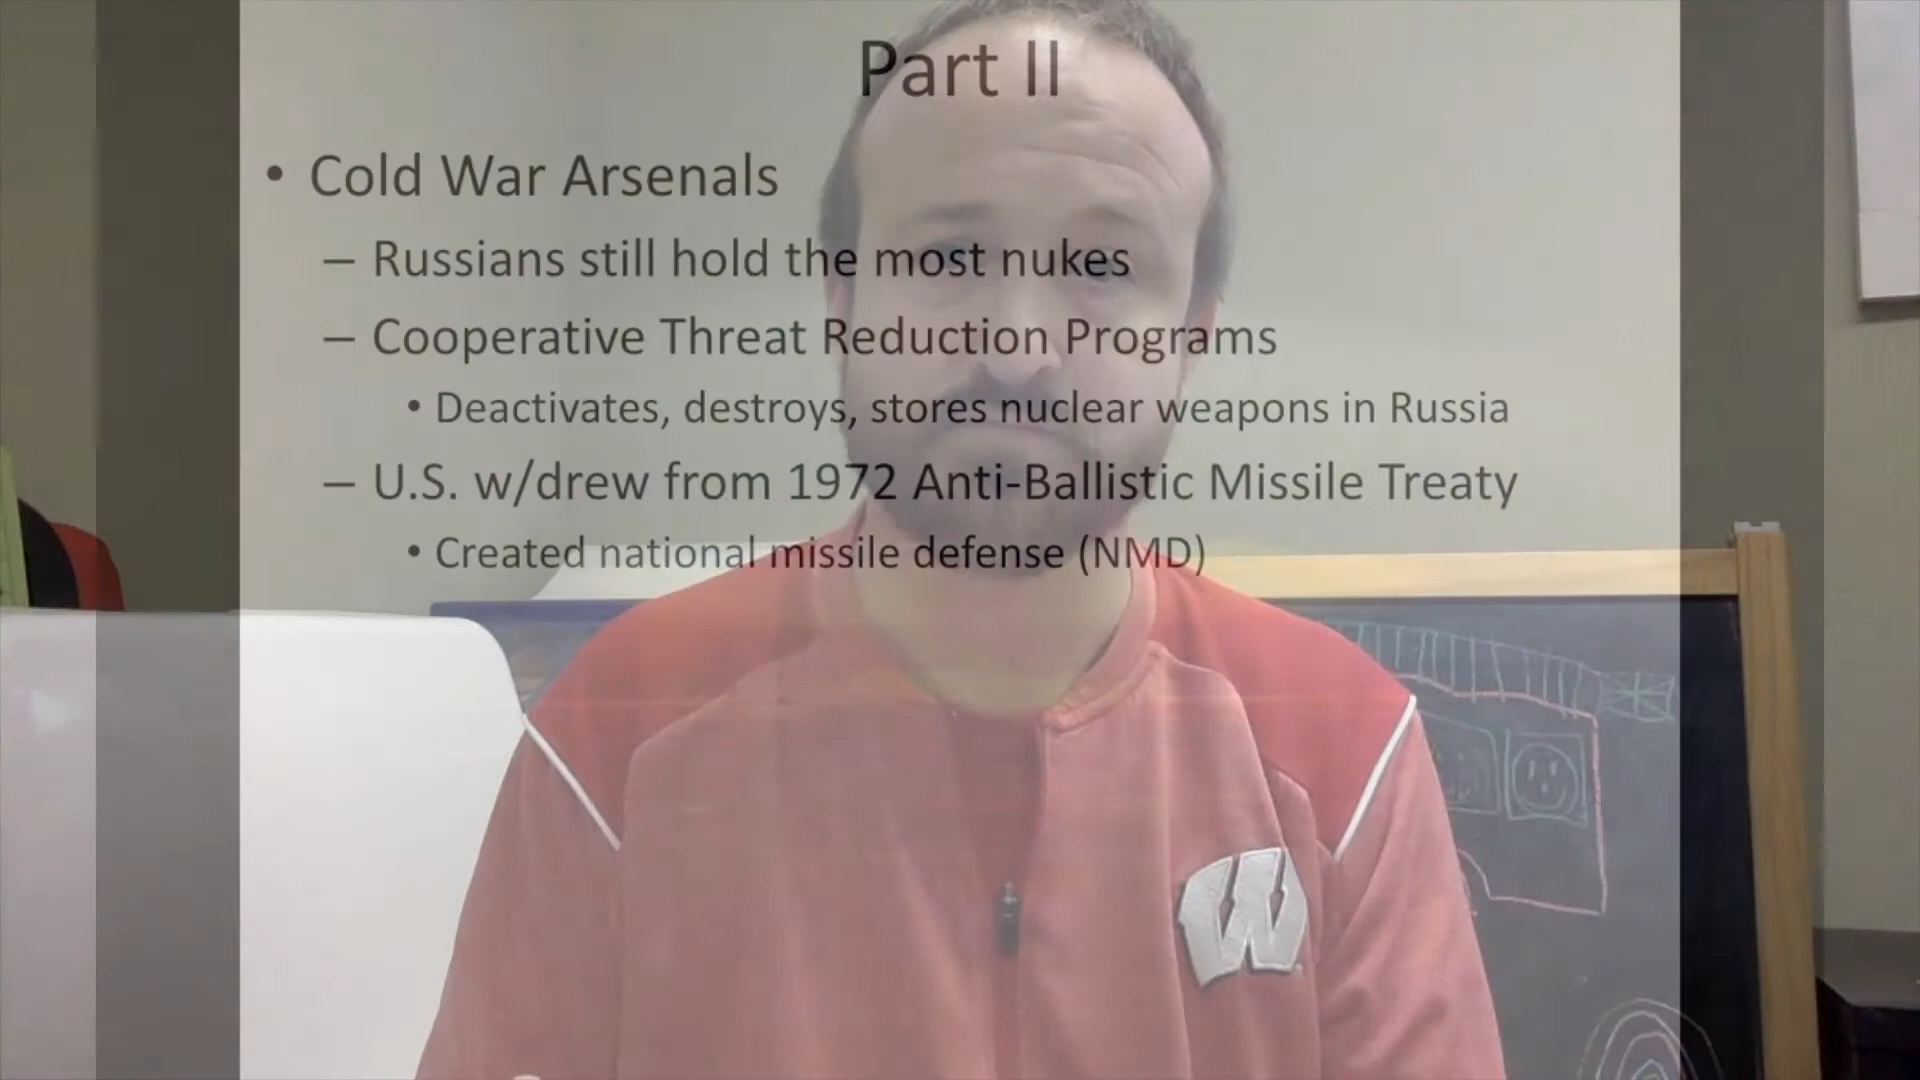 Part II
• Cold War Arsenals
– Russians still hold the most nukes
– Cooperative Threat Reduction Programs
• Deactivates, destroys, stores nuclear weapons in Russia
– U.S. w/drew from 1972 Anti-Ballistic Missile Treaty
• Created national missile defense (NMD)
W